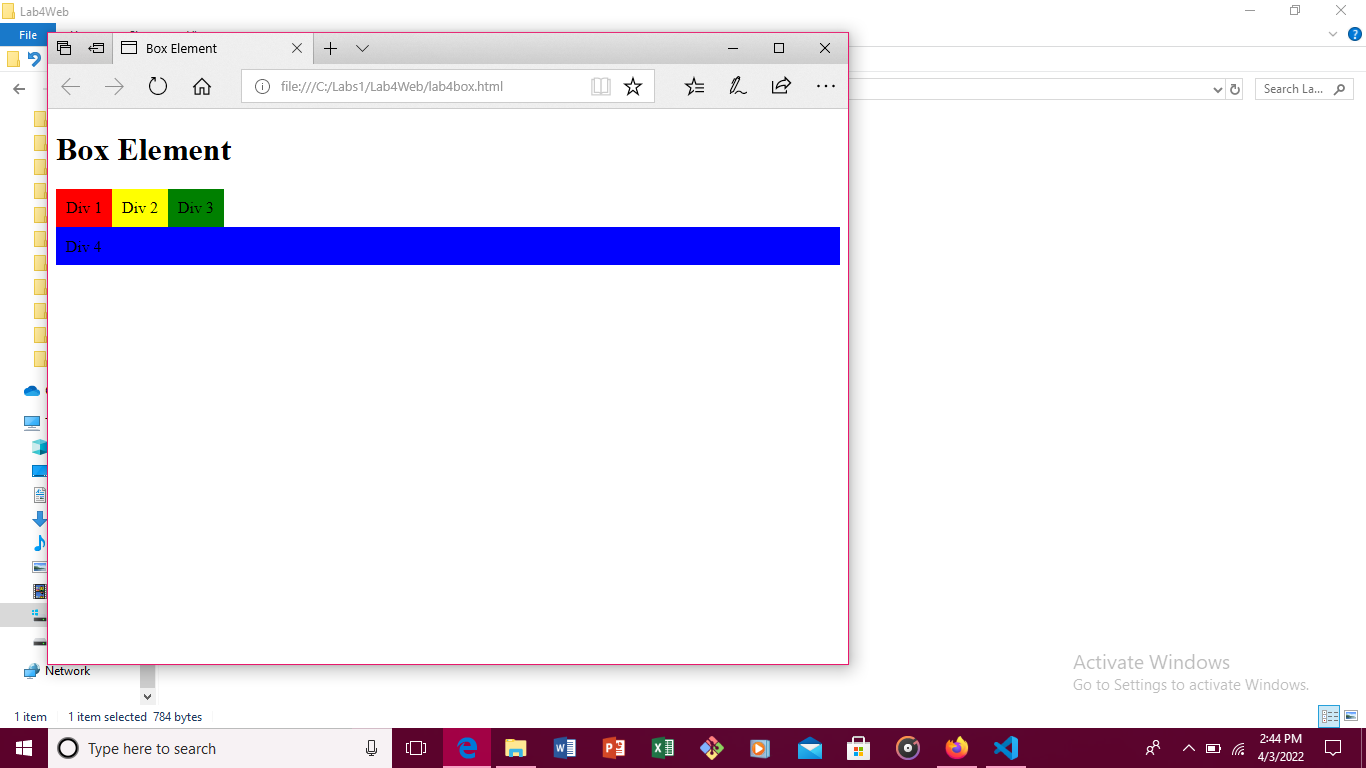 Lab4Web
File
Box Element
file:///C:/Labs1/Lab4Web/lab4box.html
Search La...
Box Element
Div 1 Div 2 Div 3
Div 4
Network
Activate Windows
Go to Settings to activate Windows.
1 item 1 item selected 784 bytes
Type here to search
2:44 PM
4/3/2022